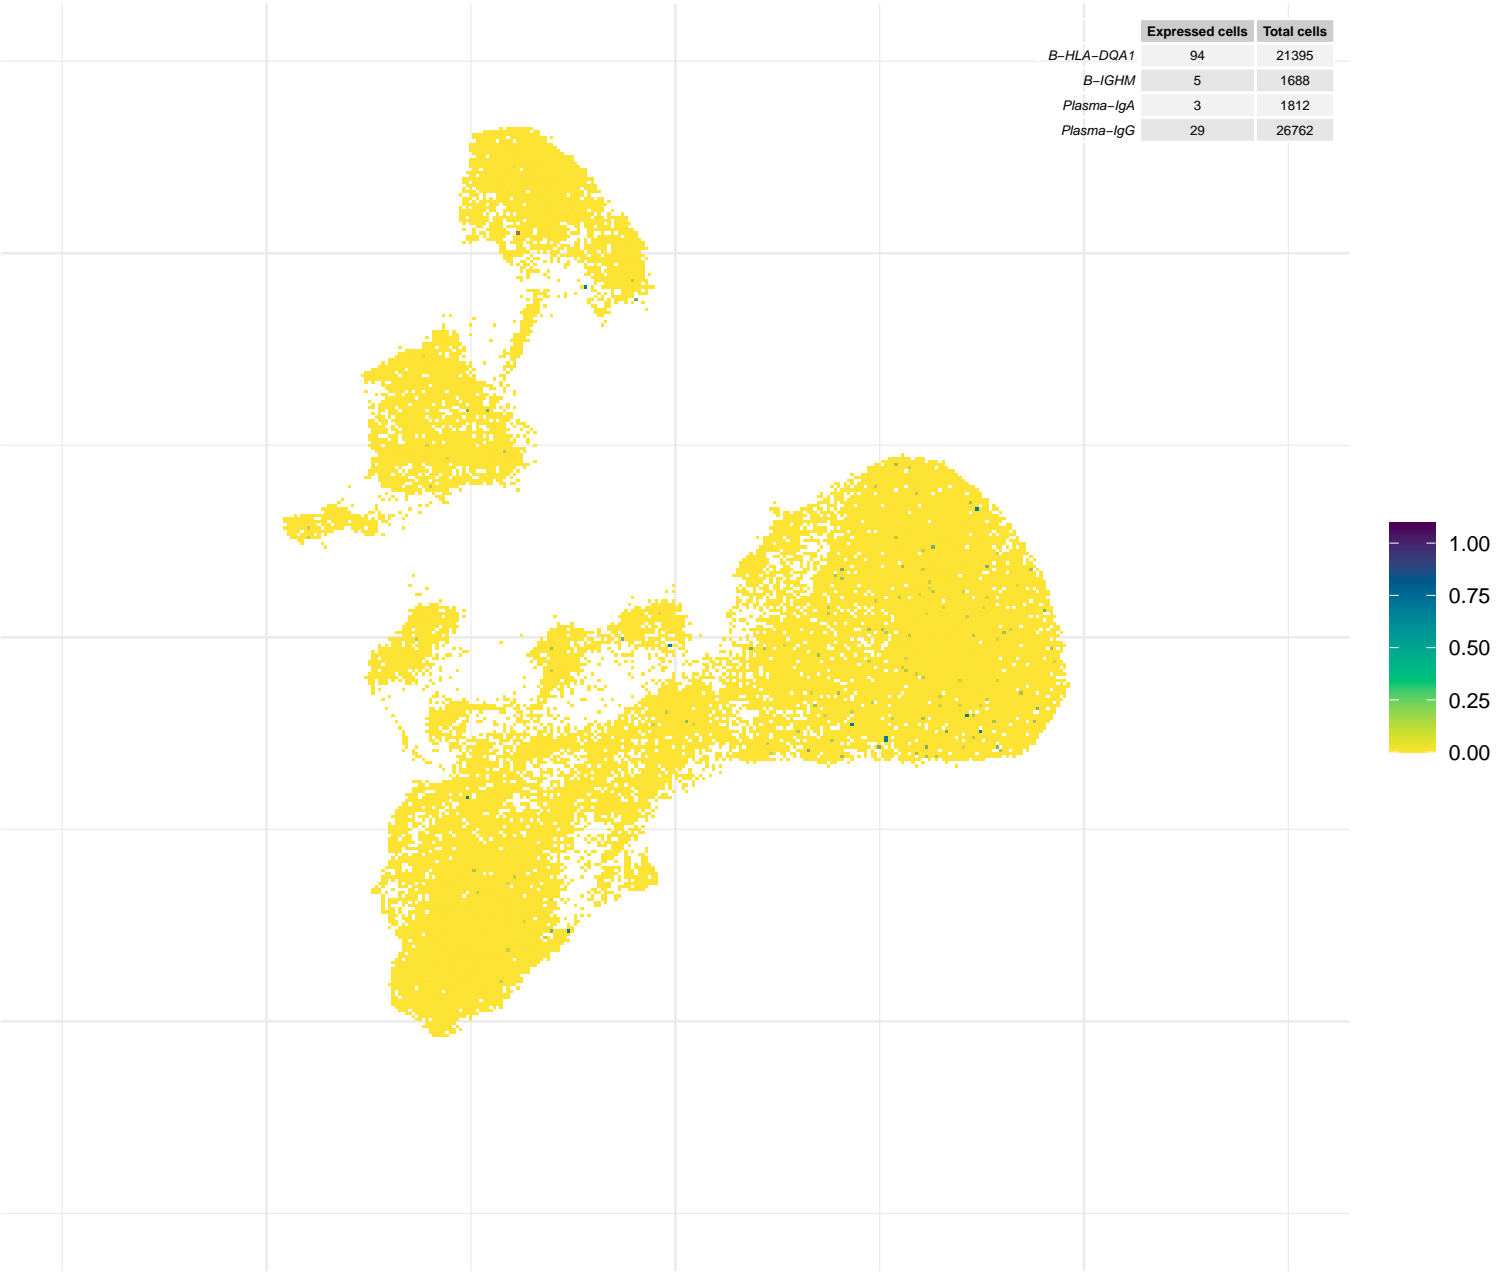 Expressed cells Total cells
B−HLA−DQA1 94 21395
B−IGHM 5 1688
Plasma−IgA 3 1812
Plasma−IgG 29 26762
1.00
0.75
0.50
0.25
0.00